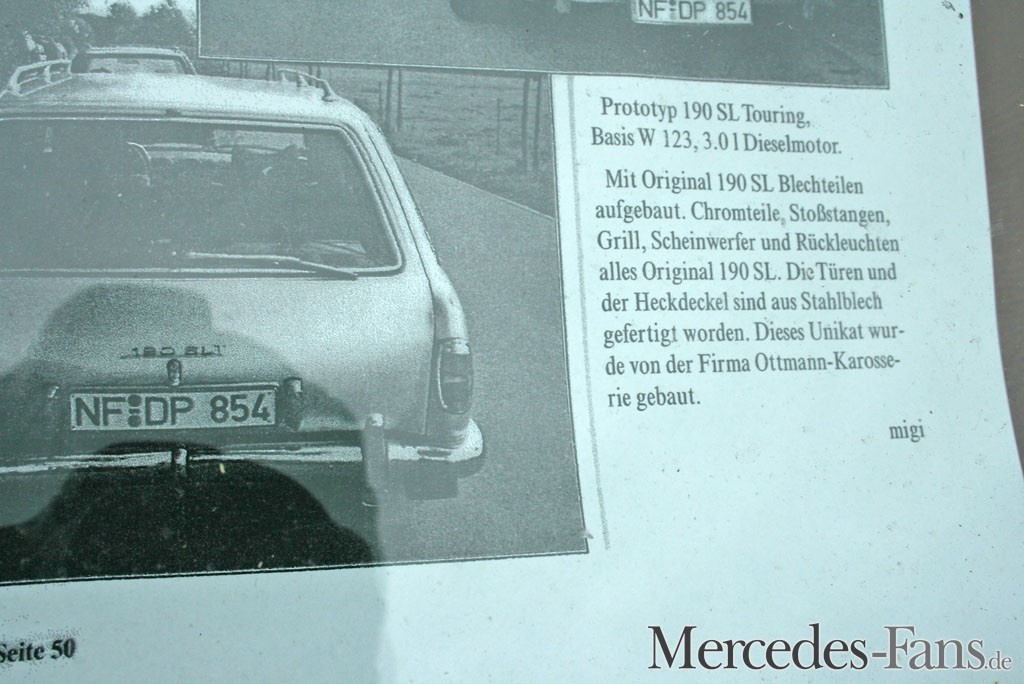 NF DP 854
Prototyp 190 SL Touring,
Basis W 123, 3.0 l Dieselmotor.
Mit Original 190 SL Blechteilen
aufgebaut. Chromteile, Stoßstangen,
Grill, Scheinwerfer und Rückleuchten
alles Original 190 SL. Die Türen und
der Heckdeckel sind aus Stahlblech
gefertigt worden. Dieses Unikat wur-
de von der Firma Ottmann-Karosse-
rie gebaut.
migi
190 SLT
NF DP 854
Seite 50
Mercedes-Fans.de